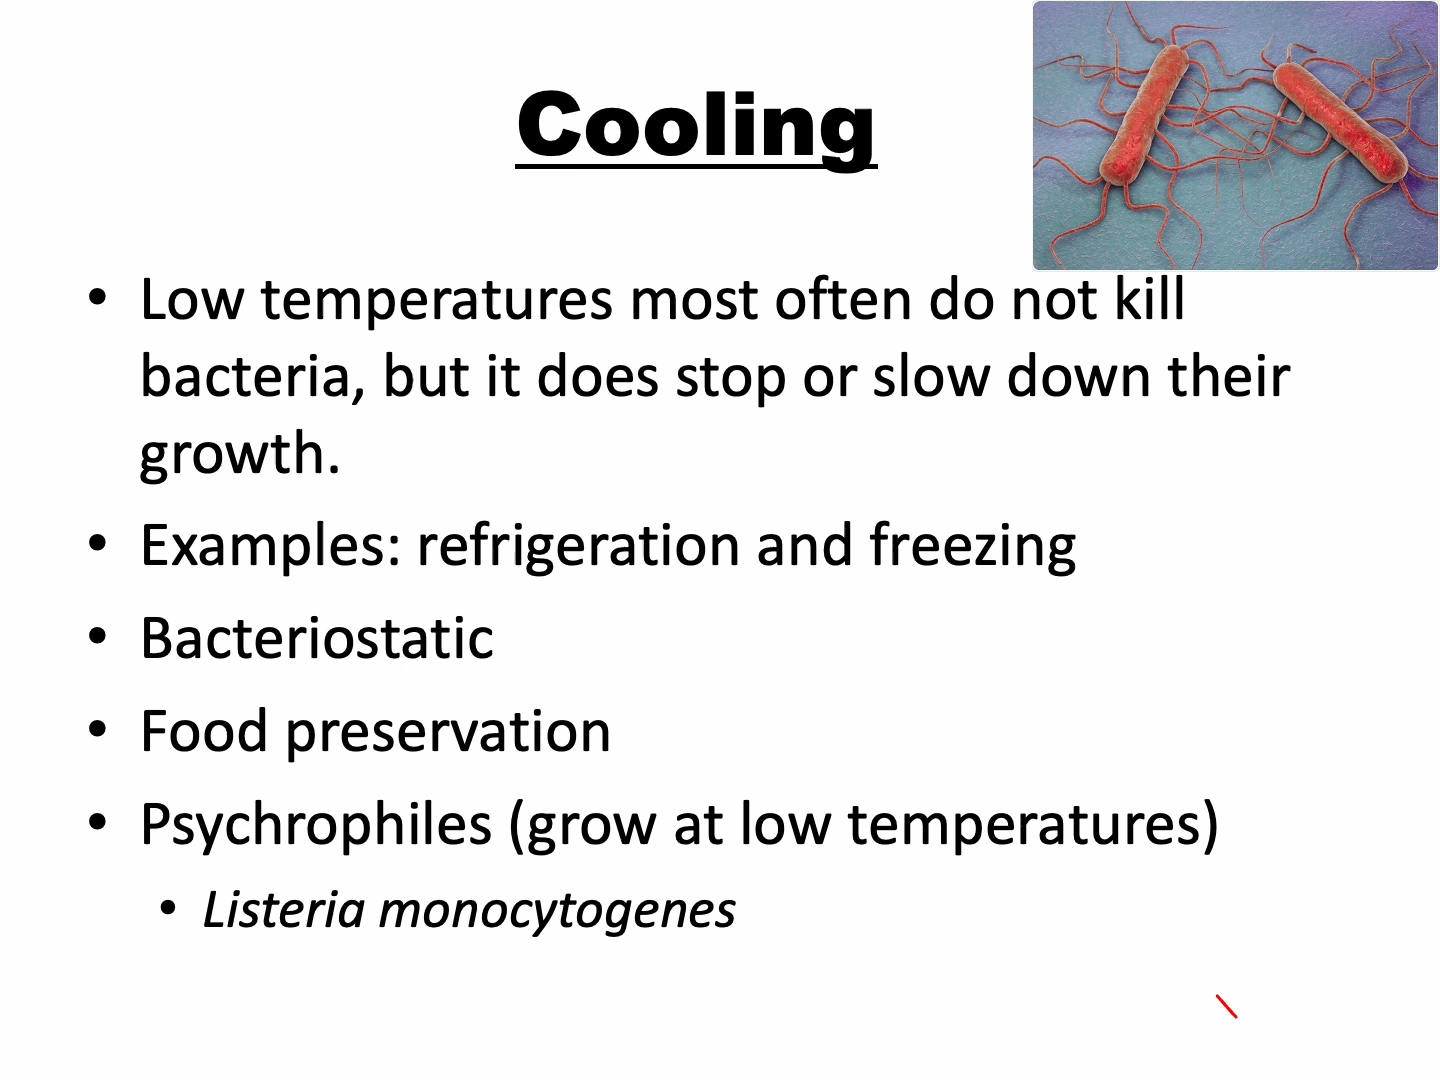 Cooling
• Low temperatures most often do not kill
bacteria, but it does stop or slow down their
growth.
• Examples: refrigeration and freezing
• Bacteriostatic
• Food preservation
• Psychrophiles (grow at low temperatures)
• Listeria monocytogenes